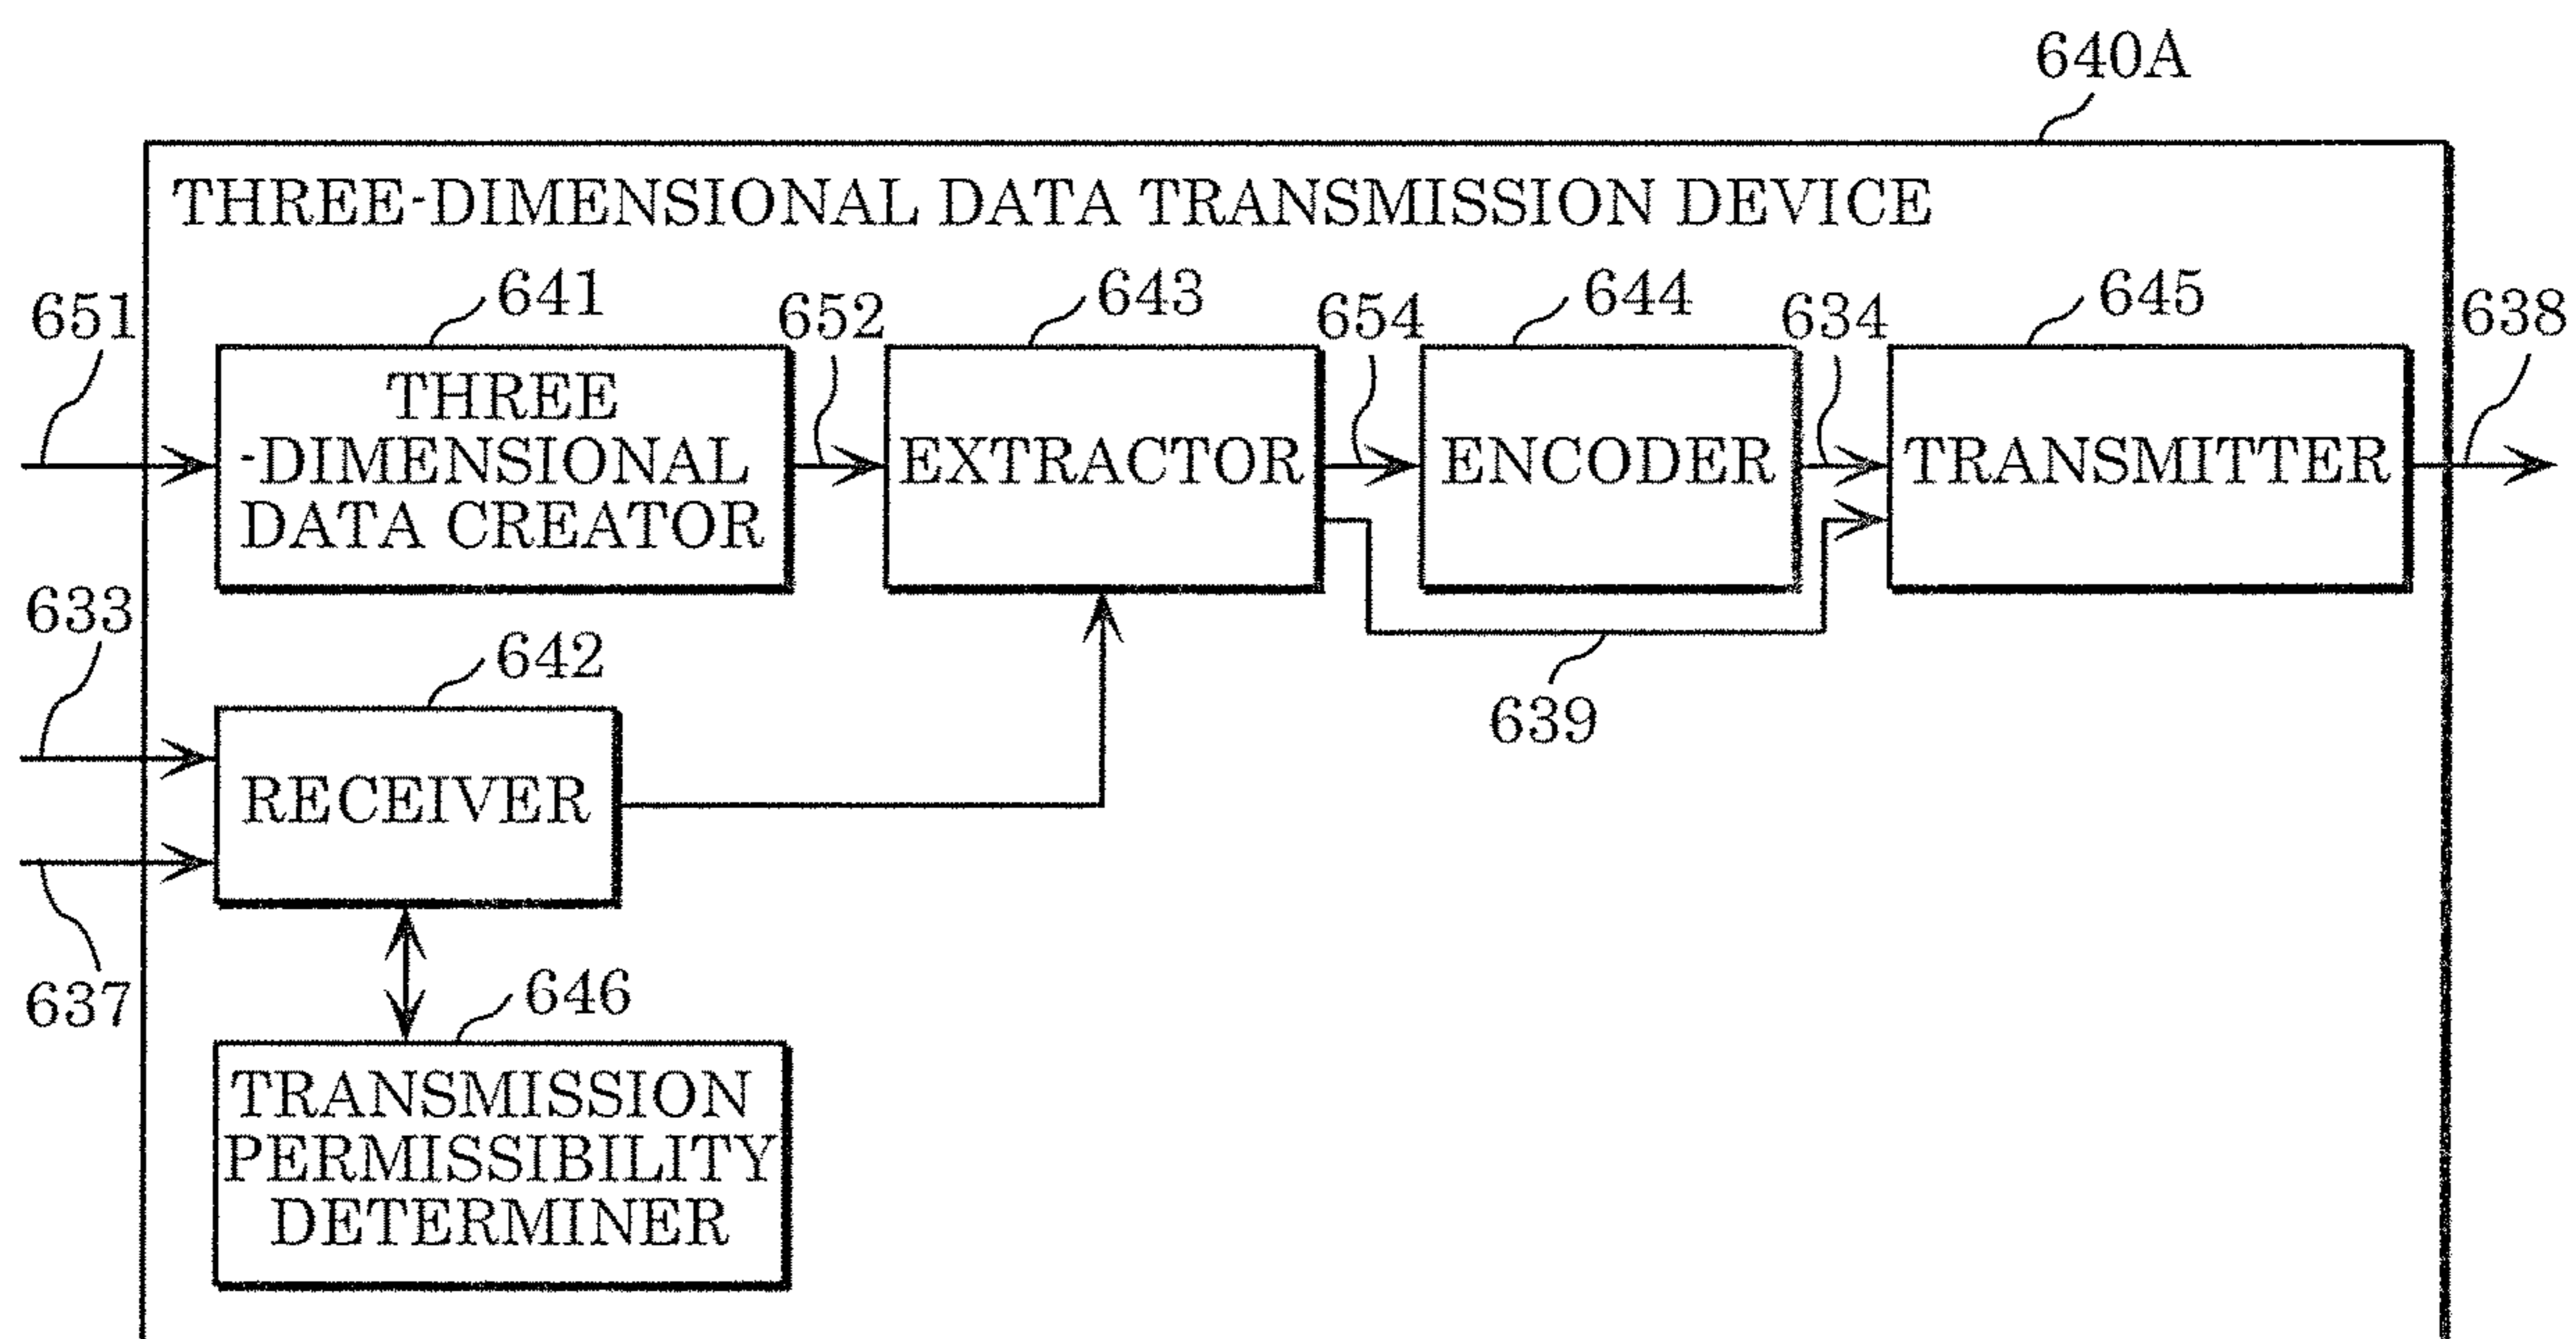 640A
THREE-DIMENSIONAL DATA TRANSMISSION DEVICE
651
641
652
643
654
644
634
645
638
THREE
-DIMENSIONAL
DATA CREATOR
EXTRACTOR
ENCODER
TRANSMITTER
633
642
639
RECEIVER
637
646
TRANSMISSION
PERMISSIBILITY
DETERMINER